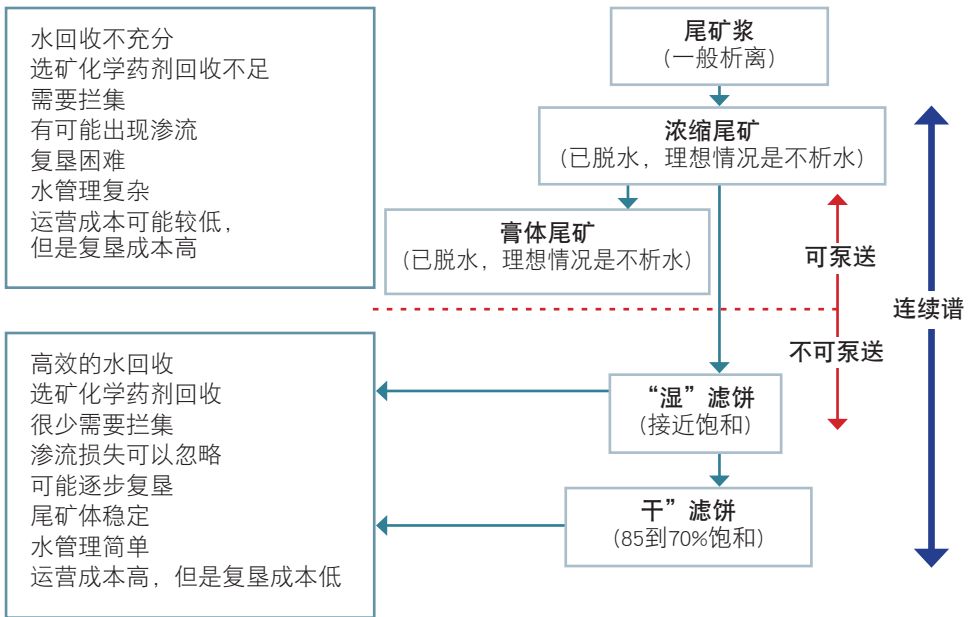 水回收不充分
选矿化学药剂回收不足
需要拦集
有可能出现渗流
复垦困难
水管理复杂
运营成本可能较低，
但是复垦成本高
尾矿浆
（一般析离）
浓缩尾矿
（已脱水，理想情况是不析水）
膏体尾矿
（已脱水，理想情况是不析水）
可泵送
连续谱
不可泵送
高效的水回收
选矿化学药剂回收
很少需要拦集
渗流损失可以忽略
可能逐步复垦
尾矿体稳定
水管理简单
运营成本高，但是复垦成本低
“湿”滤饼
（接近饱和）
干”滤饼
（85到70%饱和）